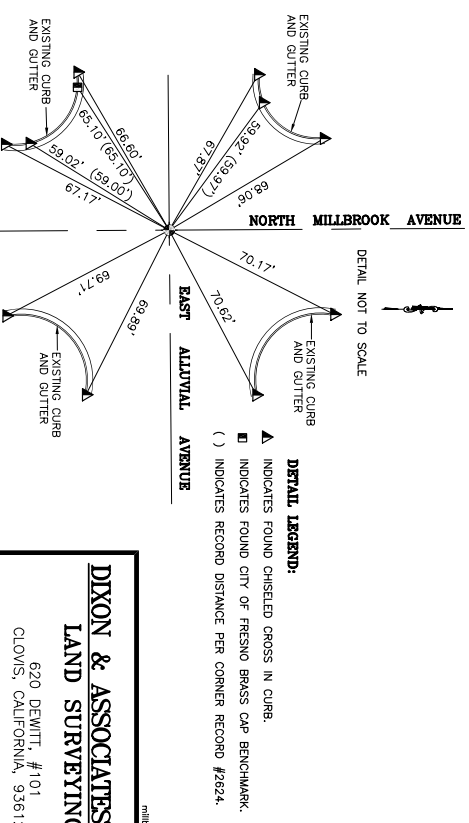 EXISTING CURB
AND GUTTER
EXISTING CURB
AND GUTTER
67.87'
59.92' (59.97')
68.06'
66.60'
65.10' (65.10')
59.02' (59.00')
67.17'
NORTH MILLBROOK AVENUE
DETAIL NOT TO SCALE
70.17'
70.62'
69.71'
69.89'
EAST ALLUVIAL AVENUE
EXISTING CURB
AND GUTTER
EXISTING CURB
AND GUTTER
DETAIL LEGEND:
INDICATES FOUND CHISELED CROSS IN CURB.
INDICATES FOUND CITY OF FRESNO BRASS CAP BENCHMARK.
( ) INDICATES RECORD DISTANCE PER CORNER RECORD #2624.
DIXON & ASSOCIATES
LAND SURVEYING
620 DEWITT, #101
CLOVIS, CALIFORNIA, 9361
millb